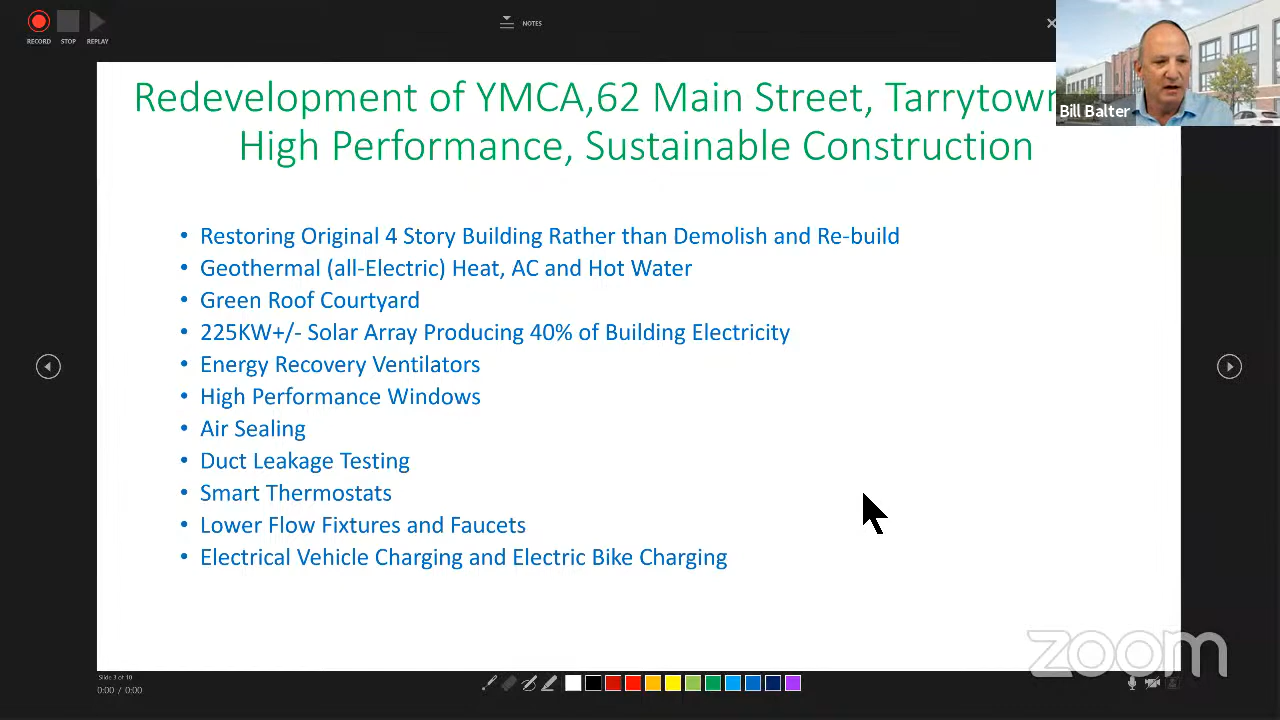 RECORD STOP REPLAY
NOTES
Bill Balter
Redevelopment of YMCA,62 Main Street, Tarrytown
High Performance, Sustainable Construction
• Restoring Original 4 Story Building Rather than Demolish and Re-build
• Geothermal (all-Electric) Heat, AC and Hot Water
• Green Roof Courtyard
• 225KW+/- Solar Array Producing 40% of Building Electricity
• Energy Recovery Ventilators
• High Performance Windows
• Air Sealing
• Duct Leakage Testing
• Smart Thermostats
• Lower Flow Fixtures and Faucets
• Electrical Vehicle Charging and Electric Bike Charging
zoom
Slide 3 of 10
0:00 / 0:00